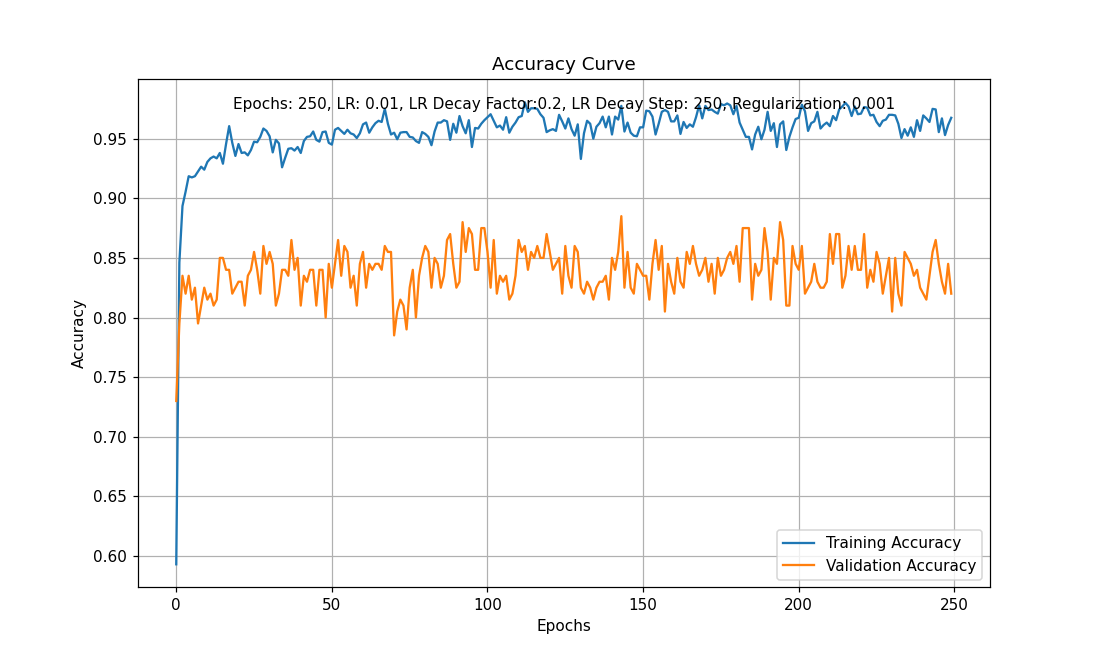 Accuracy Curve
Epochs: 250, LR: 0.01, LR Decay Factor:0.2, LR Decay Step: 250, Regularization: 0.001
Accuracy
0.95
0.90
0.85
0.80
0.75
0.70
0.65
0.60
Training Accuracy
Validation Accuracy
0 50 100 150 200 250
Epochs